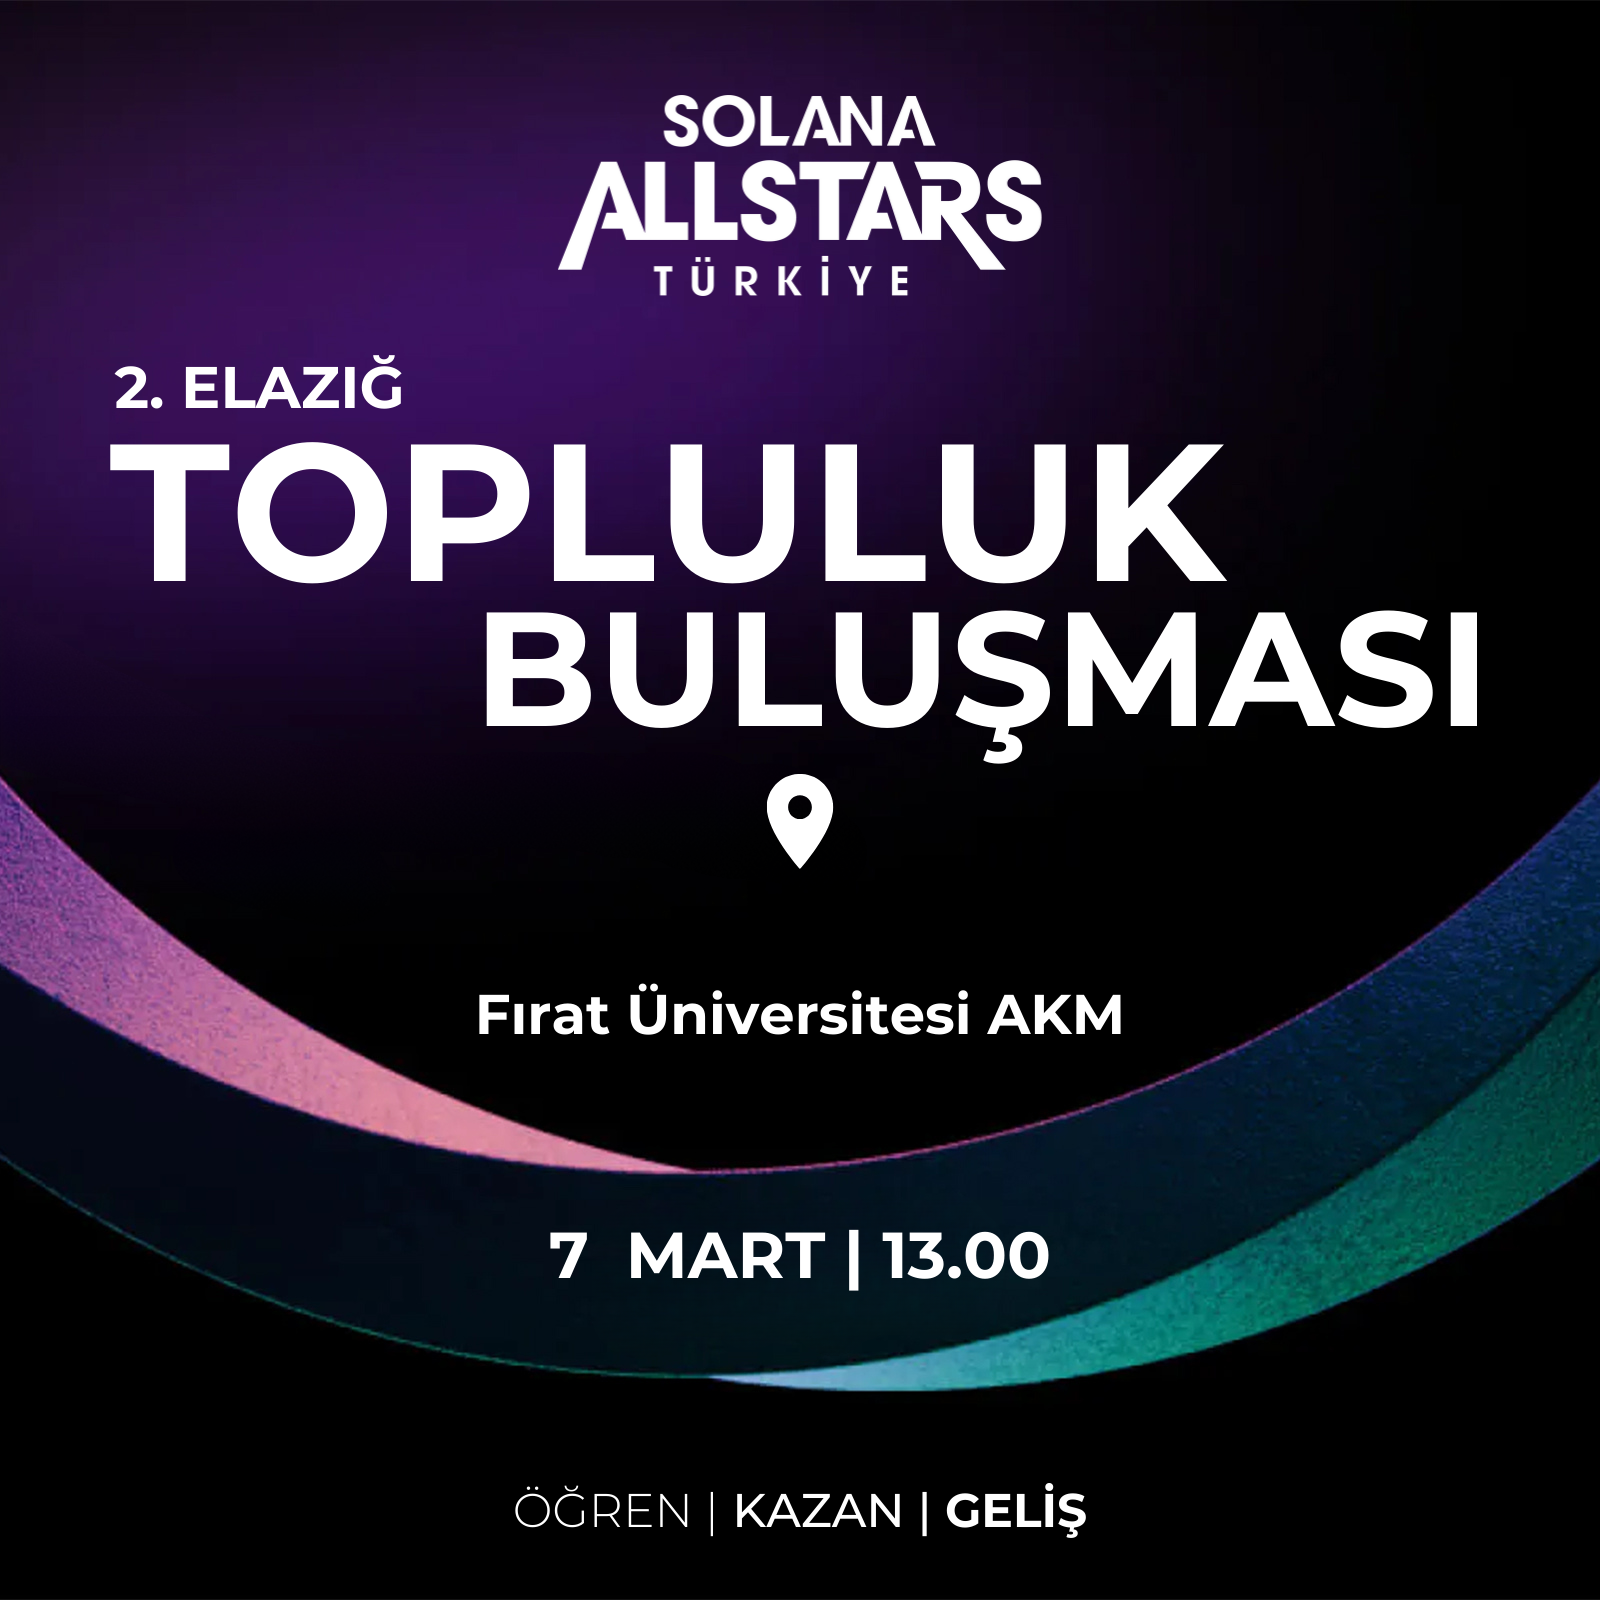 SOLANA
ALLSTARS
TÜRKİYE
2. ELAZIĞ
TOPLULUK
BULUŞMASI
Fırat Üniversitesi AKM
7 MART | 13.00
ÖĞREN | KAZAN | GELİŞ